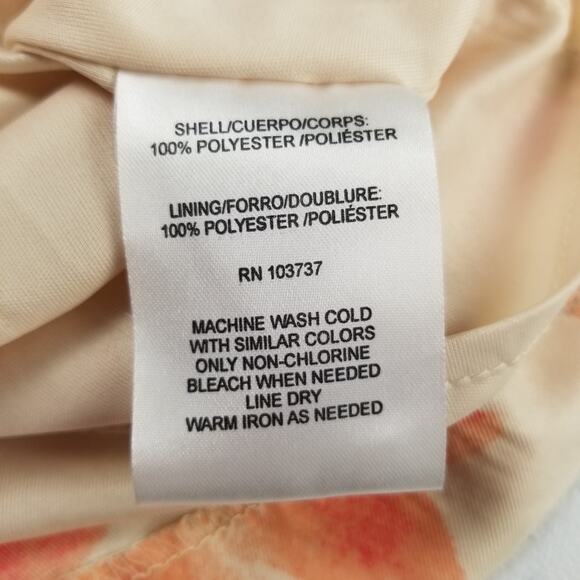 SHELL/CUERPO/CORPS:
100% POLYESTER /POLIÉSTER
LINING/FORRO/DOUBLURE:
100% POLYESTER /POLIÉSTER
RN 103737
MACHINE WASH COLD
WITH SIMILAR COLORS
ONLY NON-CHLORINE
BLEACH WHEN NEEDED
LINE DRY
WARM IRON AS NEEDED